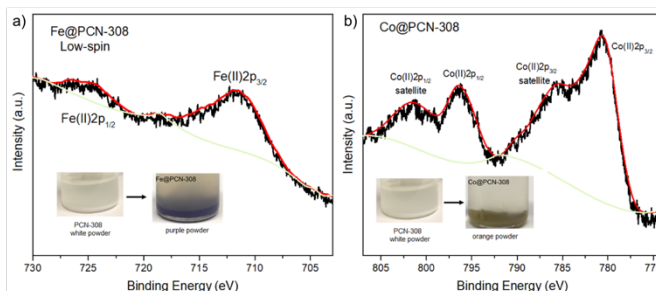 a)
Fe@PCN-308
Low-spin
Fe(II)2p3/2
Fe(II)2p1/2
Fe@PCN-308
PCN-308
white powder
purple powder
Intensity (a.u.)
730 725 720 715 710 705
Binding Energy (eV)
b)
Co@PCN-308
Co(II)2p3/2
Co(II)2p1/2
satellite
Co(II)2p1/2
Co(II)2p3/2
satellite
Co@PCN-308
PCN-308
white powder
orange powder
Intensity (a.u.)
805 800 795 790 785 780
Binding Energy (eV)